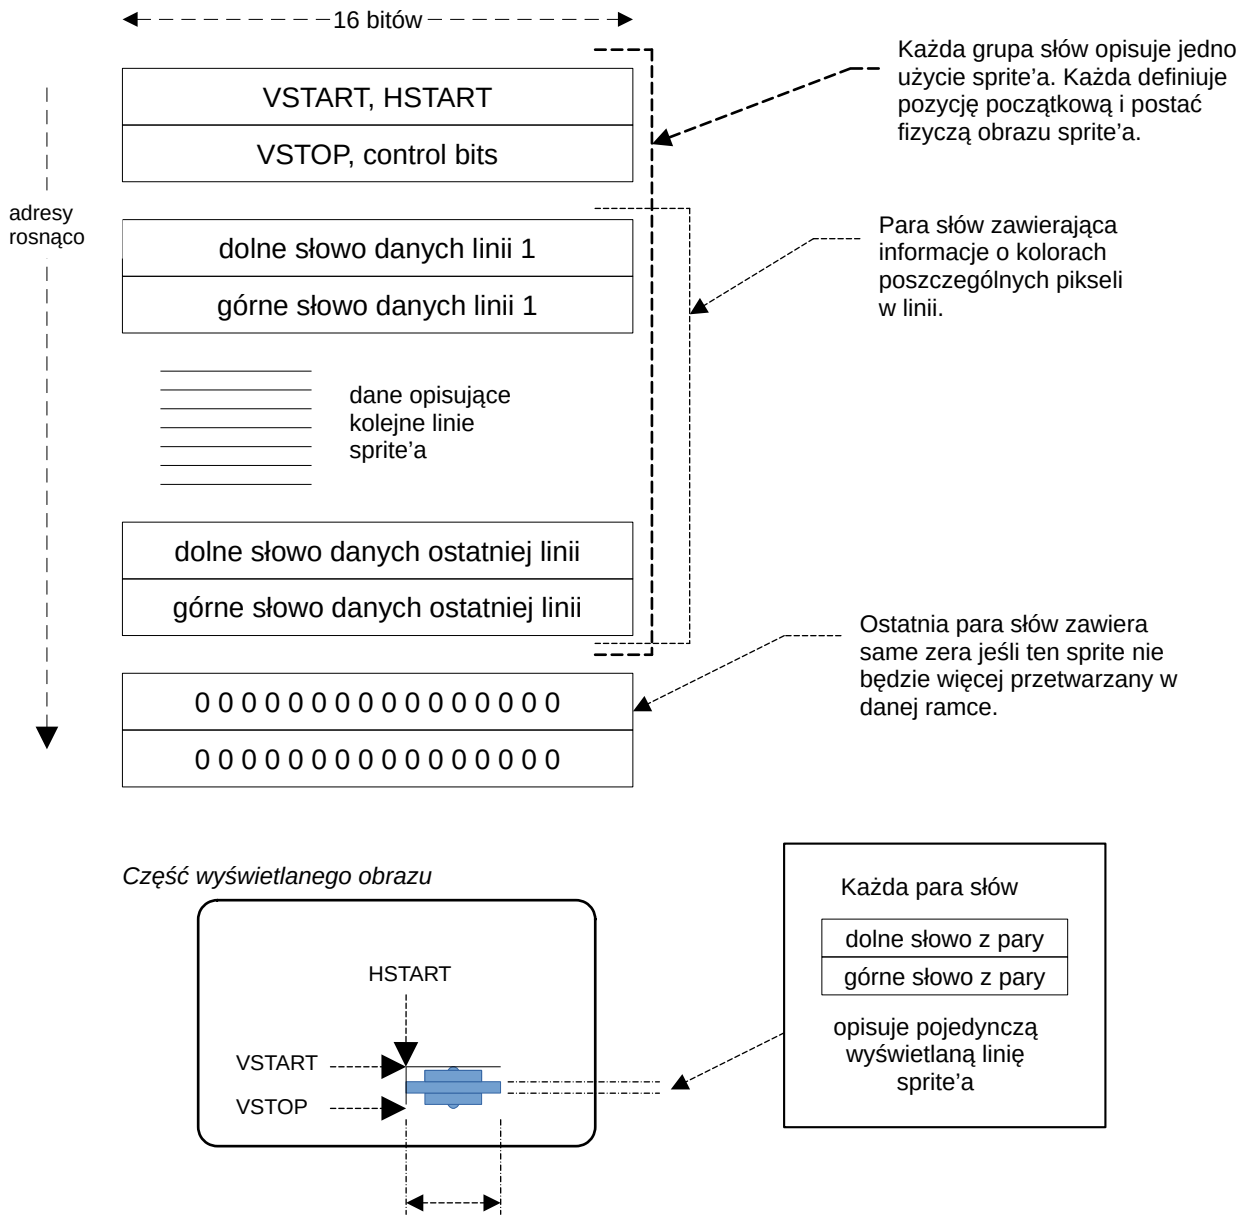 16 bitów
VSTART, HSTART
VSTOP, control bits
Każda grupa słów opisuje jedno
użycie sprite’a. Każda definiuje
pozycję początkową i postać
fizyczą obrazu sprite’a.
adresy
rosnąco
dolne słowo danych linii 1
górne słowo danych linii 1
Para słów zawierająca
informacje o kolorach
poszczególnych pikseli
w linii.
dane opisujące
kolejne linie
sprite’a
dolne słowo danych ostatniej linii
górne słowo danych ostatniej linii
Ostatnia para słów zawiera
same zera jeśli ten sprite nie
będzie więcej przetwarzany w
danej ramce.
0 0 0 0 0 0 0 0 0 0 0 0 0 0 0 0
0 0 0 0 0 0 0 0 0 0 0 0 0 0 0 0
Część wyświetlanego obrazu
HSTART
VSTART
VSTOP
Każda para słów
dolne słowo z pary
górne słowo z pary
opisuje pojedynczą
wyświetlaną linię
sprite’a